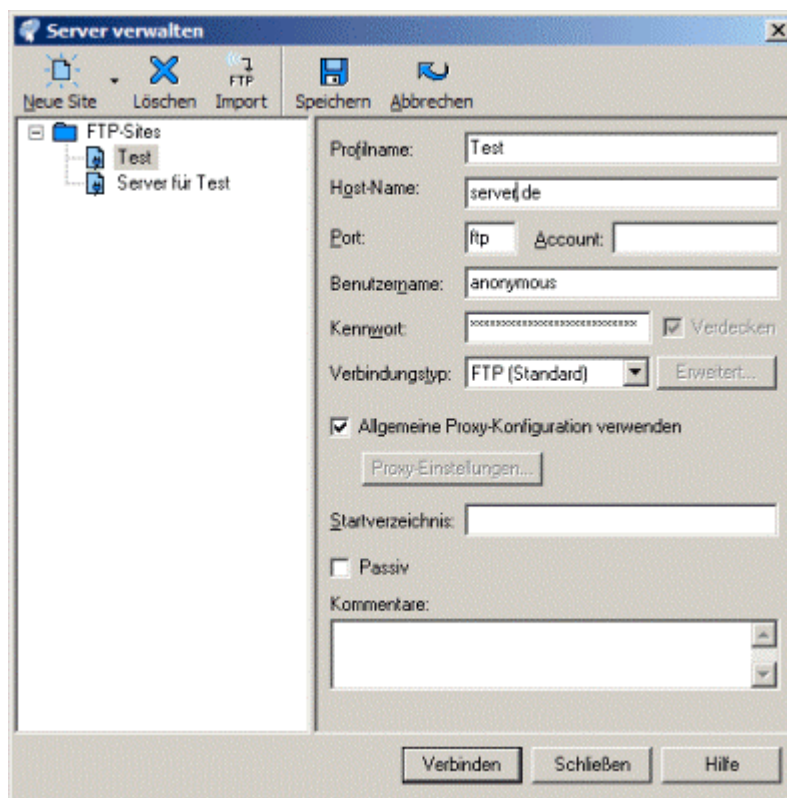 Server verwalten
Neue Site Löschen Import Speichern Abbrechen
FTP
FTP-Sites
Test
Server für Test
Profilname: Test
Host-Name: server.de
Port: ftp Account:
Benutzername: anonymous
Kennwort: ************************** Verdecken
Verbindungstyp: FTP (Standard) Erweitert...
Allgemeine Proxy-Konfiguration verwenden
Proxy-Einstellungen...
Startverzeichnis:
Passiv
Kommentare:
Verbinden Schließen Hilfe